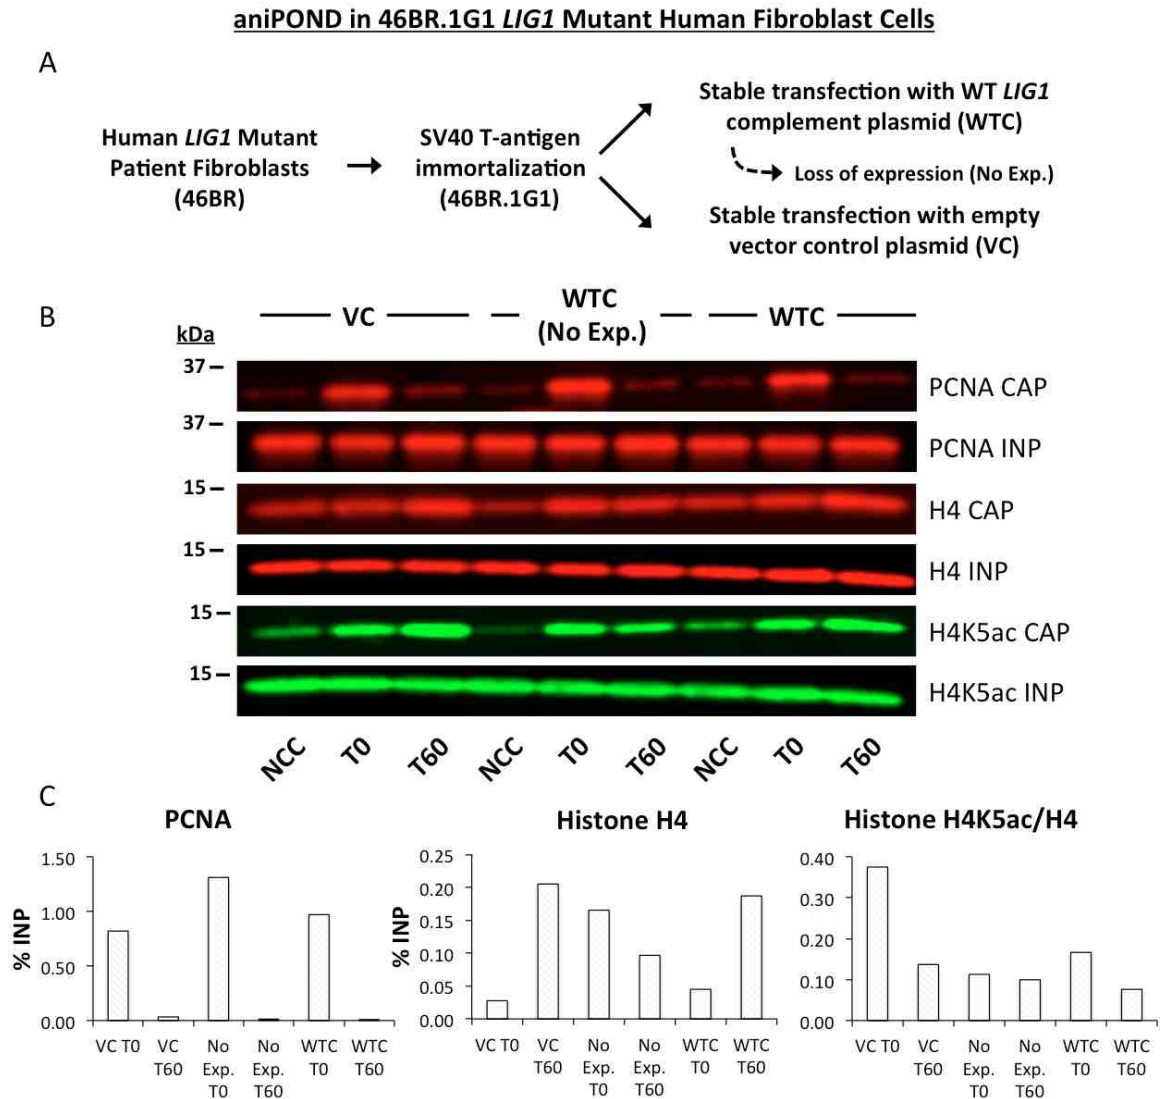 aniPOND in 46BR.1G1 LIG1 Mutant Human Fibroblast Cells
A
Human LIG1 Mutant
Patient Fibroblasts
(46BR)
SV40 T-antigen
immortalization
(46BR.1G1)
Stable transfection with WT LIG1
complement plasmid (WTC)
Loss of expression (No Exp.)
Stable transfection with empty
vector control plasmid (VC)
B
kDa
VC
WTC
(No Exp.)
WTC
37
PCNA CAP
37
PCNA INP
15
H4 CAP
15
H4 INP
15
H4K5ac CAP
15
H4K5ac INP
NCC T0 T60 NCC T0 T60 NCC T0 T60
C
PCNA
% INP
1.50
1.00
0.50
0.00
VC T0
VC
T60
No
Exp.
T0
No
Exp.
T60
WTC
T0
WTC
T60
Histone H4
% INP
0.25
0.20
0.15
0.10
0.05
0.00
VC T0
VC
T60
No
Exp.
T0
No
Exp.
T60
WTC
T0
WTC
T60
Histone H4K5ac/H4
0.40
0.30
0.20
0.10
0.00
VC T0
VC
T60
No
Exp.
T0
No
Exp.
T60
WTC
T0
WTC
T60